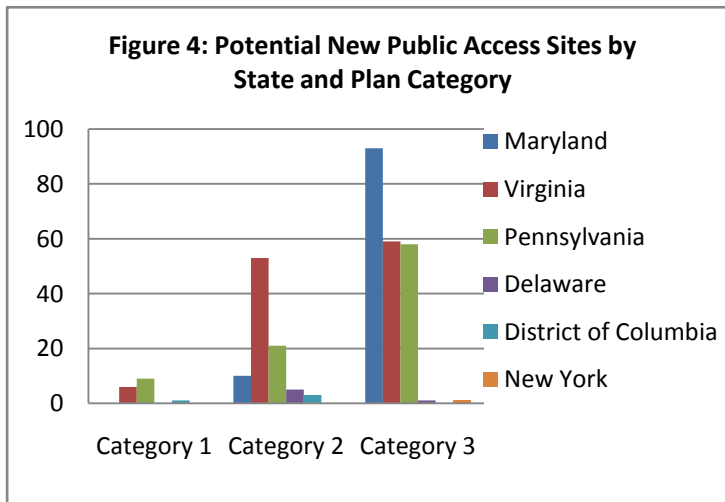 Figure 4: Potential New Public Access Sites by
State and Plan Category
100
80
60
40
20
0
Category 1 Category 2 Category 3
Maryland
Virginia
Pennsylvania
Delaware
District of Columbia
New York